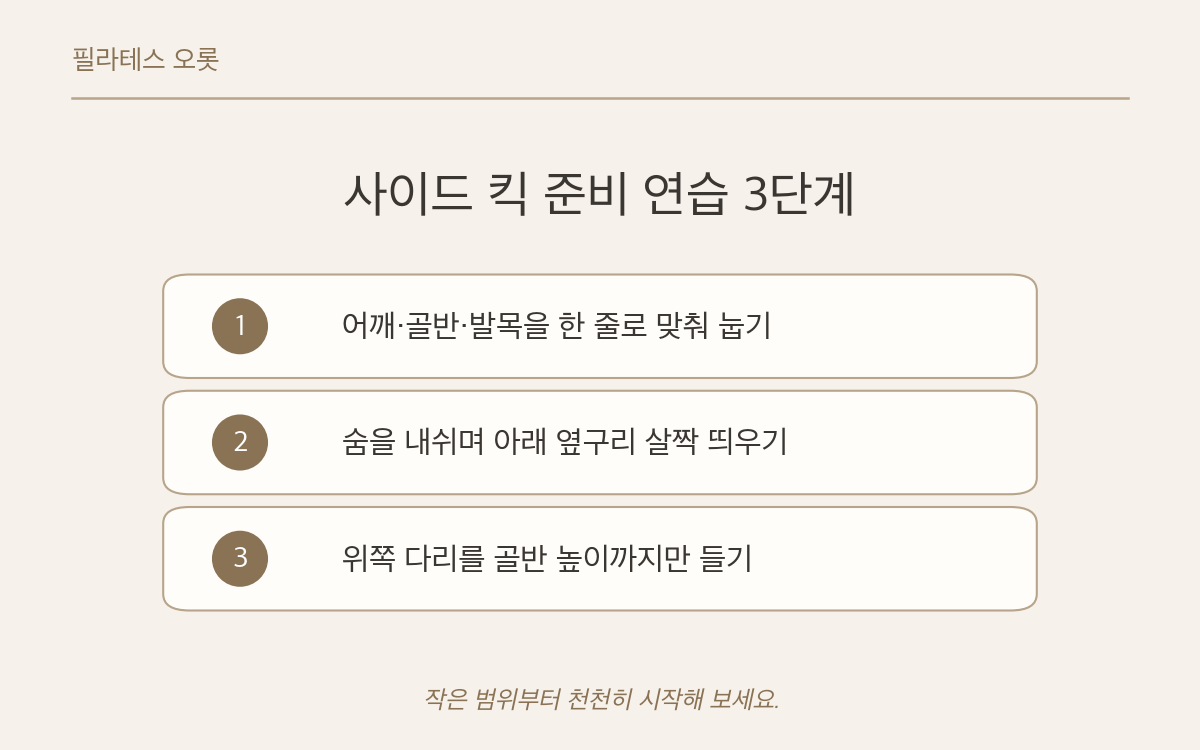 필라테스 오롯
사이드 킥 준비 연습 3단계
1 어깨·골반·발목을 한 줄로 맞춰 눕기
2 숨을 내쉬며 아래 옆구리 살짝 띄우기
3 위쪽 다리를 골반 높이까지만 들기
작은 범위부터 천천히 시작해 보세요.